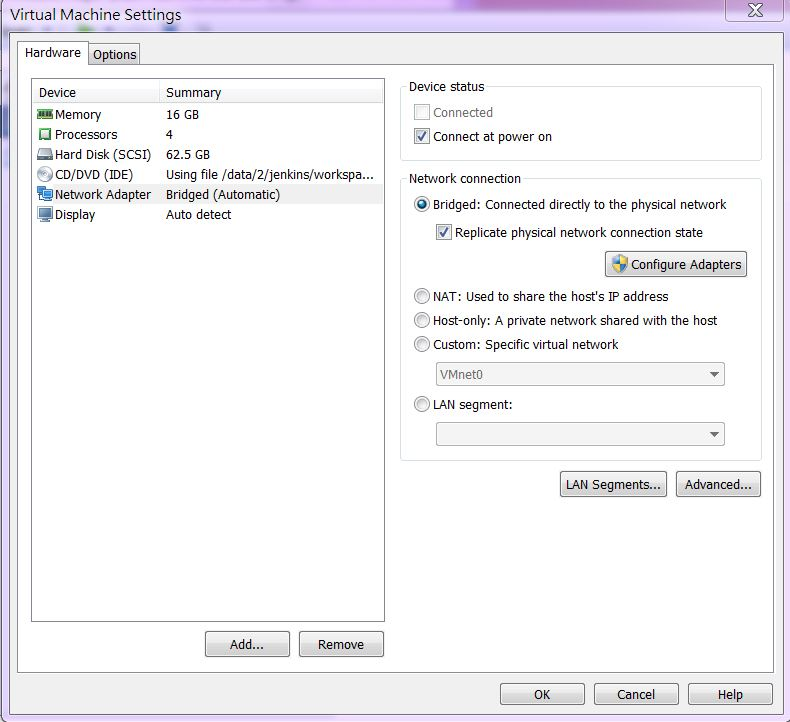 Virtual Machine Settings
Hardware
Options
Device Summary
Memory 16 GB
Processors 4
Hard Disk (SCSI) 62.5 GB
CD/DVD (IDE) Using file /data/2/jenkins/workspa...
Network Adapter Bridged (Automatic)
Display Auto detect
Add...
Remove
Device status
Connected
Connect at power on
Network connection
Bridged: Connected directly to the physical network
Replicate physical network connection state
Configure Adapters
NAT: Used to share the host's IP address
Host-only: A private network shared with the host
Custom: Specific virtual network
VMnet0
LAN segment:
LAN Segments...
Advanced...
OK
Cancel
Help